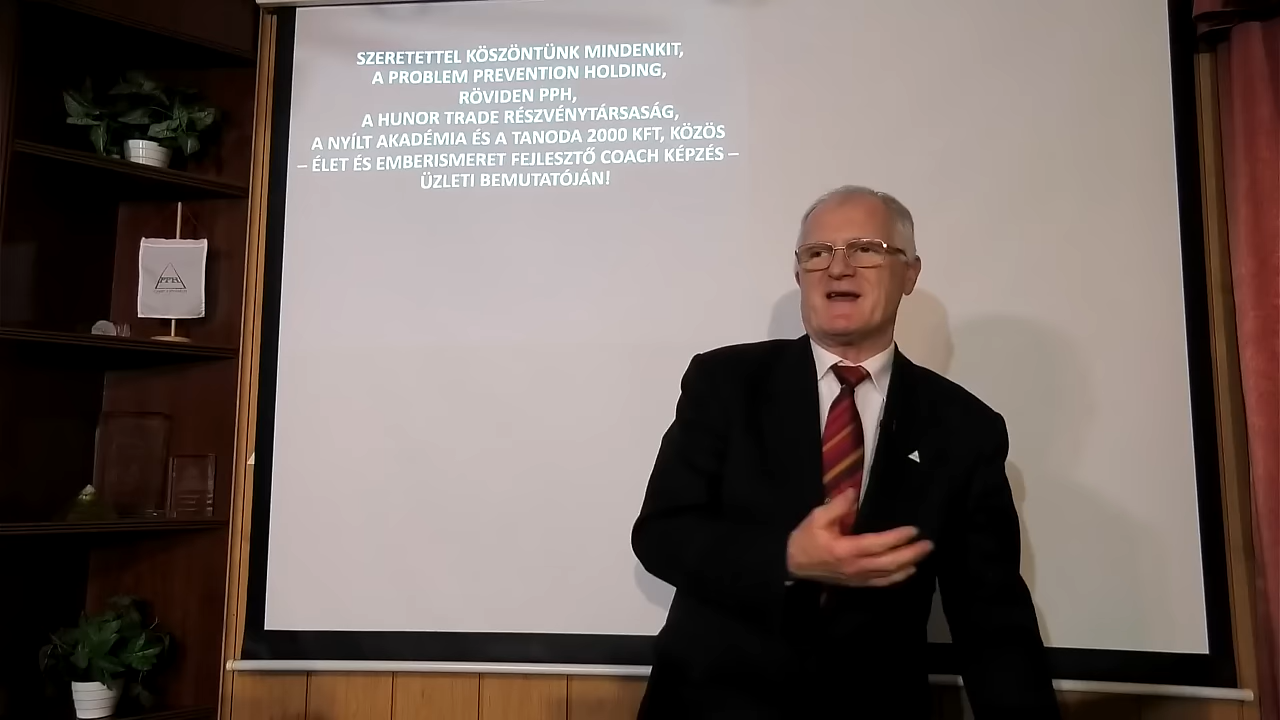 SZERETETTEL KÖSZÖNTÜNK MINDENKIT,
A PROBLEM PREVENTION HOLDING,
RÖVIDEN PPH,
A HUNOR TRADE RÉSZVÉNYTÁRSASÁG,
A NYÍLT AKADÉMIA ÉS A TANODA 2000 KFT, KÖZÖS
– ÉLET ÉS EMBERISMERET FEJLESZTŐ COACH KÉPZÉS –
ÜZLETI BEMUTATÓJÁN!
PPH